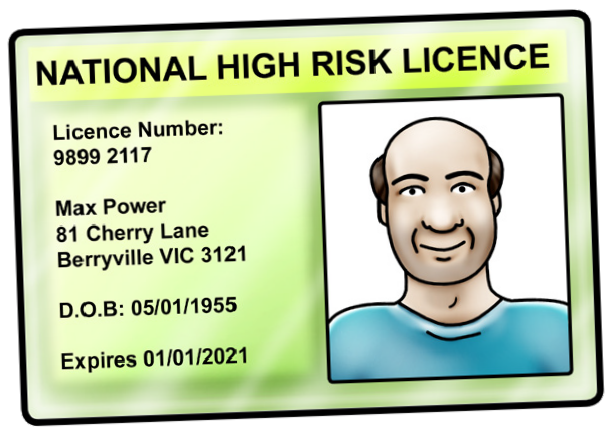 NATIONAL HIGH RISK LICENCE
Licence Number:
9899 2117
Max Power
81 Cherry Lane
Berryville VIC 3121
D.O.B: 05/01/1955
Expires 01/01/2021